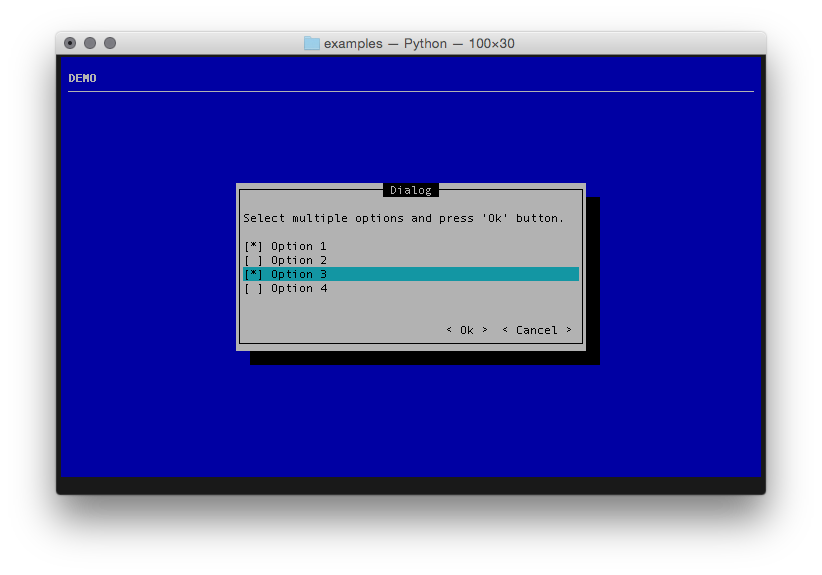 examples — Python — 100×30
DEMO
Dialog
Select multiple options and press 'Ok' button.
[*] Option 1
[ ] Option 2
[*] Option 3
[ ] Option 4
< Ok > < Cancel >